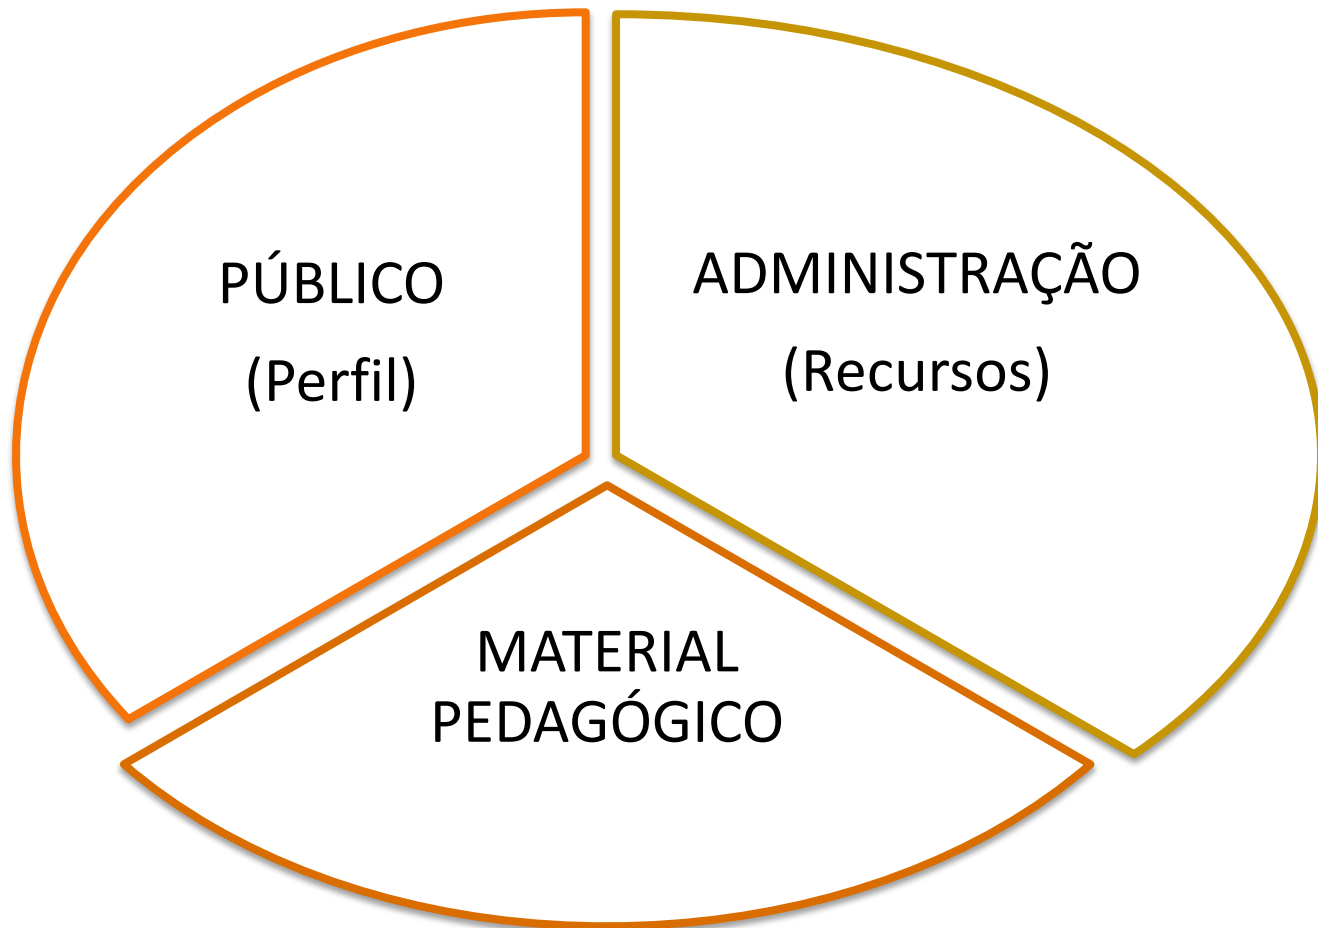 PÚBLICO
(Perfil)
ADMINISTRAÇÃO
(Recursos)
MATERIAL
PEDAGÓGICO